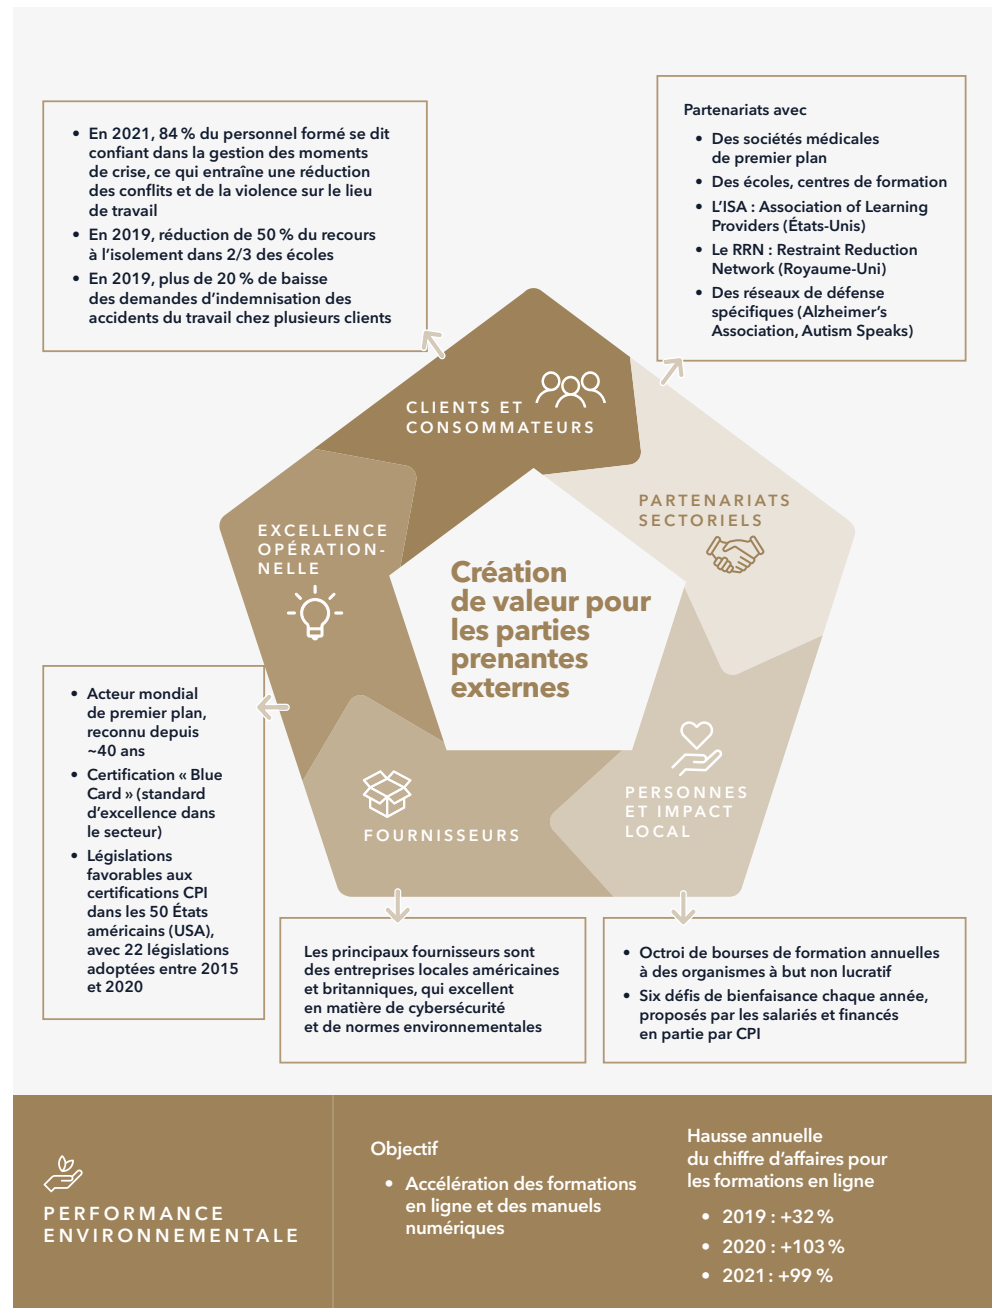 • En 2021, 84 % du personnel formé se dit
confiant dans la gestion des moments
de crise, ce qui entraîne une réduction
des conflits et de la violence sur le lieu
de travail
• En 2019, réduction de 50 % du recours
à l’isolement dans 2/3 des écoles
• En 2019, plus de 20 % de baisse
des demandes d’indemnisation des
accidents du travail chez plusieurs clients
Partenariats avec
• Des sociétés médicales
de premier plan
• Des écoles, centres de formation
• L’ISA : Association of Learning
Providers (États-Unis)
• Le RRN : Restraint Reduction
Network (Royaume-Uni)
• Des réseaux de défense
spécifiques (Alzheimer’s
Association, Autism Speaks)
CLIENTS ET
CONSOMMATEURS
PARTENARIATS
SECTORIELS
EXCELLENCE
OPÉRATION-
NELLE
Création
de valeur pour
les parties
prenantes
externes
• Acteur mondial
de premier plan,
reconnu depuis
~40 ans
• Certification « Blue
Card » (standard
d’excellence dans
le secteur)
• Législations
favorables aux
certifications CPI
dans les 50 États
américains (USA),
avec 22 législations
adoptées entre 2015
et 2020
FOURNISSEURS
PERSONNES
ET IMPACT
LOCAL
Les principaux fournisseurs sont
des entreprises locales américaines
et britanniques, qui excellent
en matière de cybersécurité
et de normes environnementales
• Octroi de bourses de formation annuelles
à des organismes à but non lucratif
• Six défis de bienfaisance chaque année,
proposés par les salariés et financés
en partie par CPI
PERFORMANCE
ENVIRONNEMENTALE
Objectif
• Accélération des formations
en ligne et des manuels
numériques
Hausse annuelle
du chiffre d’affaires pour
les formations en ligne
• 2019 : +32 %
• 2020 : +103 %
• 2021 : +99 %